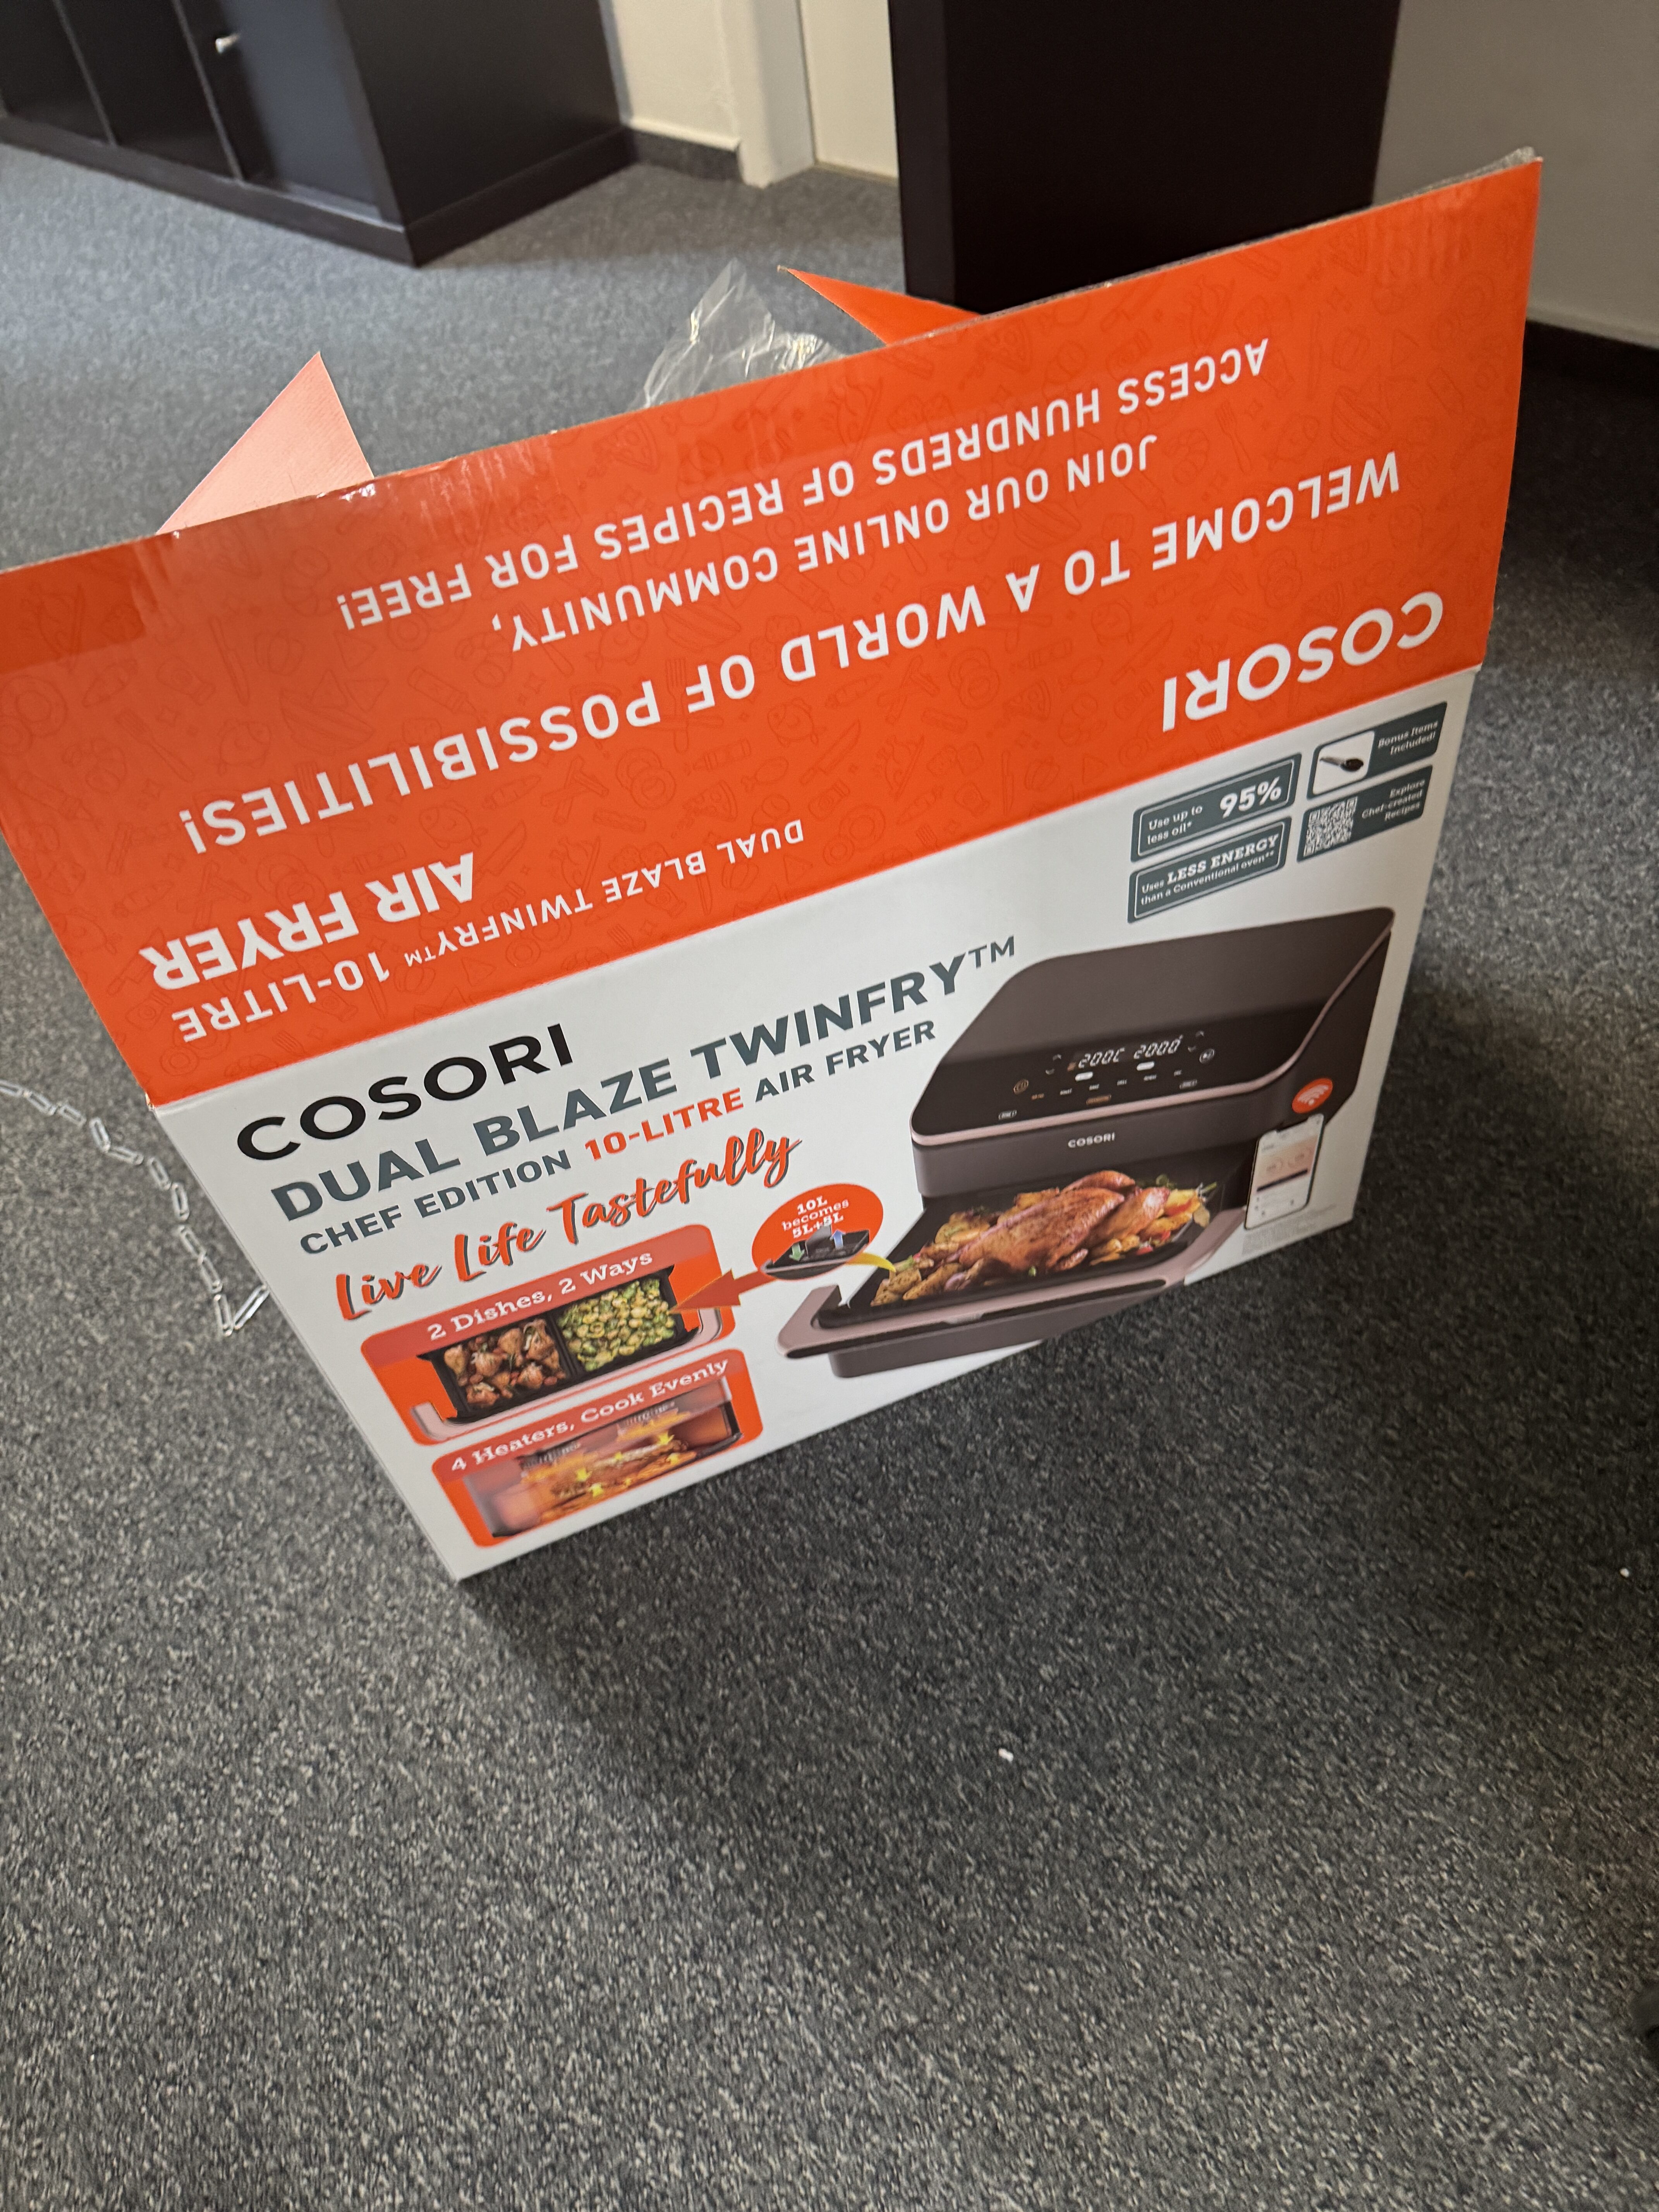 ACCESS HUNDREDS OF RECIPES FOR FREE!
JOIN OUR ONLINE COMMUNITY,
WELCOME TO A WORLD OF POSSIBILITIES!
COSORI
DUAL BLAZE TWINFRY™ 10-LITRE
AIR FRYER
Use up to 95%
less oil*
Uses LESS ENERGY
than a Conventional oven**
Bonus Items
Included!
Explore
Chef-created
Recipes
COSORI
DUAL BLAZE TWINFRY™
CHEF EDITION 10-LITRE AIR FRYER
Live Life Tastefully
10L
becomes
5L+5L
2 Dishes, 2 Ways
4 Heaters, Cook Evenly
COSORI